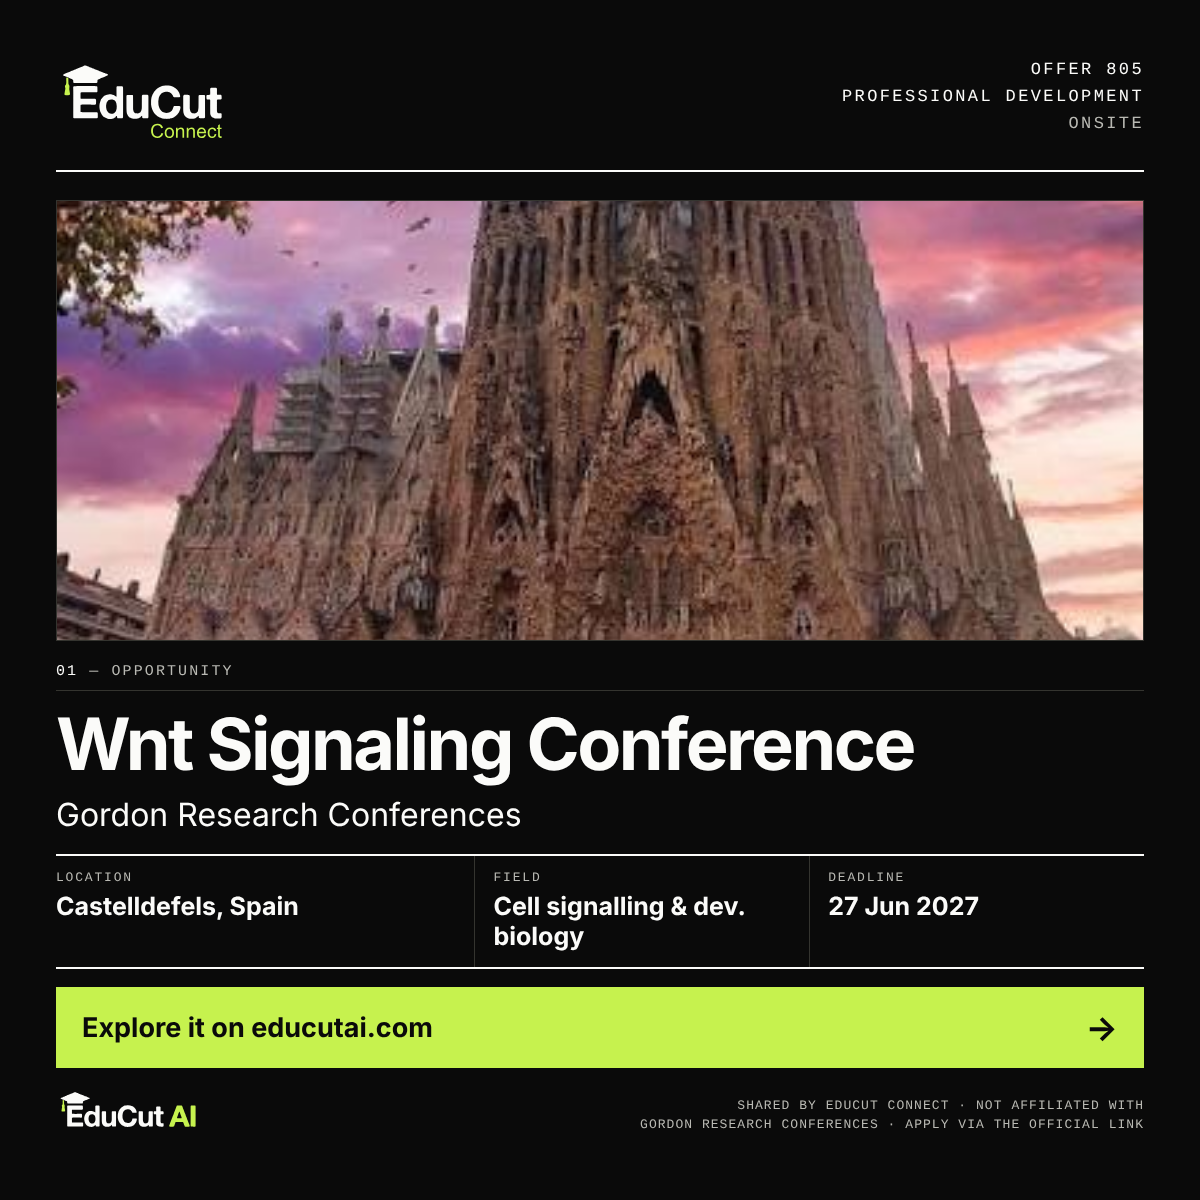 EduCut
Connect
OFFER 805
PROFESSIONAL DEVELOPMENT
ONSITE
01 — OPPORTUNITY
Wnt Signaling Conference
Gordon Research Conferences
LOCATION
Castelldefels, Spain
FIELD
Cell signalling & dev.
biology
DEADLINE
27 Jun 2027
Explore it on educutai.com →
EduCut AI
SHARED BY EDUCUT CONNECT · NOT AFFILIATED WITH
GORDON RESEARCH CONFERENCES · APPLY VIA THE OFFICIAL LINK